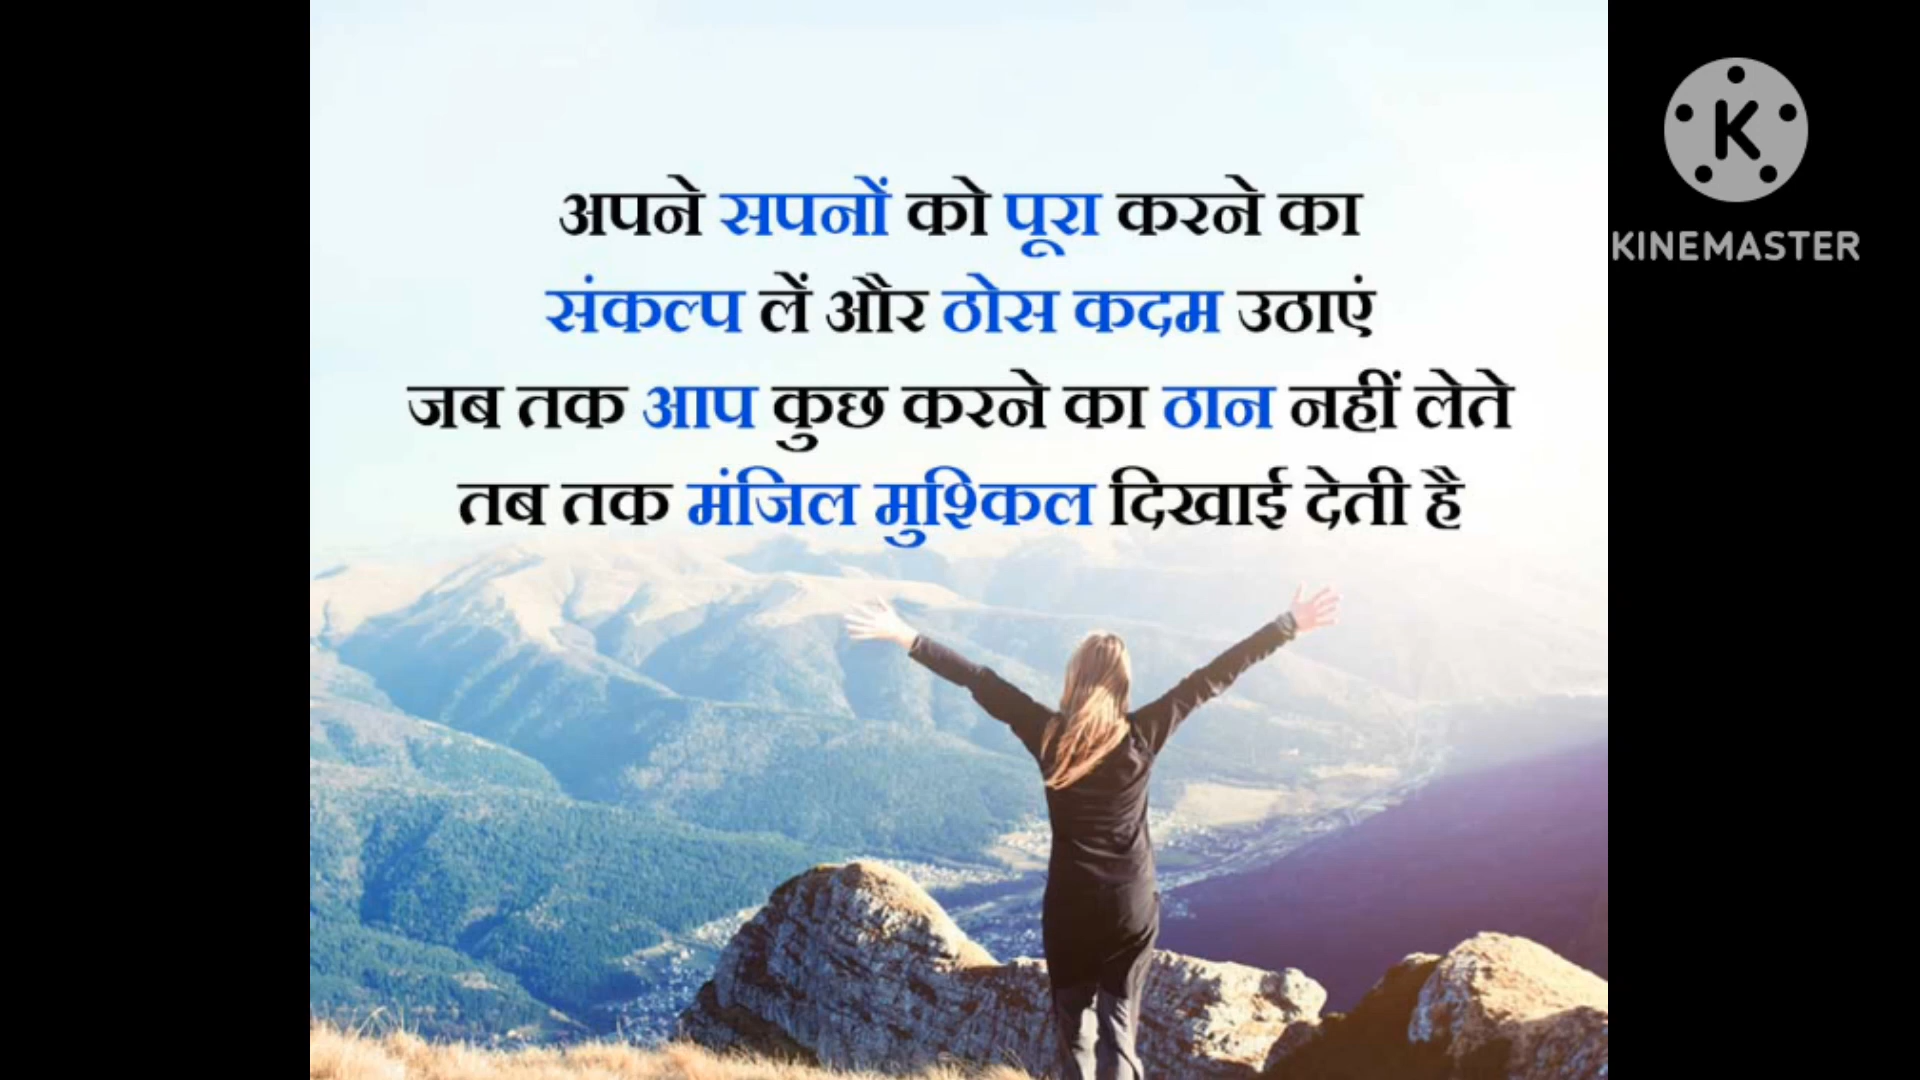 अपने सपनों को पूरा करने का
संकल्प लें और ठोस कदम उठाएं
जब तक आप कुछ करने का ठान नहीं लेते
तब तक मंजिल मुश्किल दिखाई देती है
K
KINEMASTER